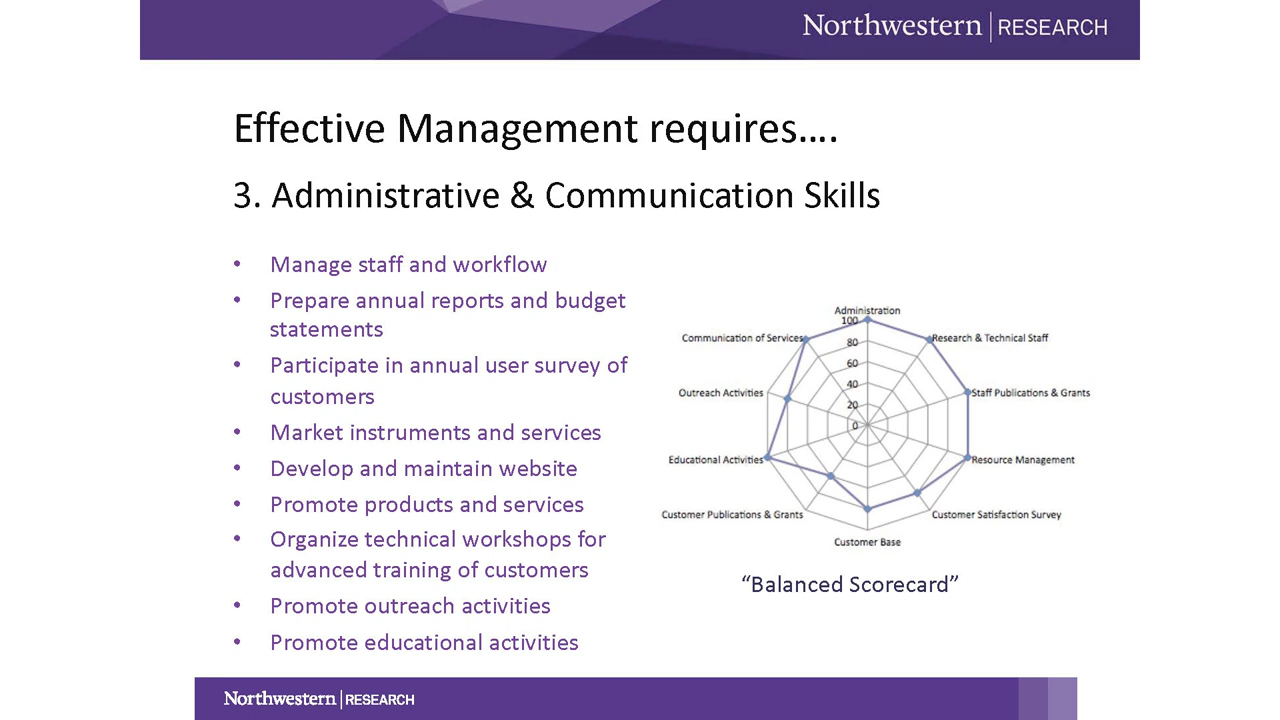 Northwestern | RESEARCH
Effective Management requires….
3. Administrative & Communication Skills
• Manage staff and workflow
• Prepare annual reports and budget
statements
• Participate in annual user survey of
customers
• Market instruments and services
• Develop and maintain website
• Promote products and services
• Organize technical workshops for
advanced training of customers
• Promote outreach activities
• Promote educational activities
Administration
100
Communication of Services
Research & Technical Staff
80
60
Outreach Activities
40
Staff Publications & Grants
20
0
Educational Activities
Resource Management
Customer Publications & Grants
Customer Satisfaction Survey
Customer Base
“Balanced Scorecard”
Northwestern | RESEARCH